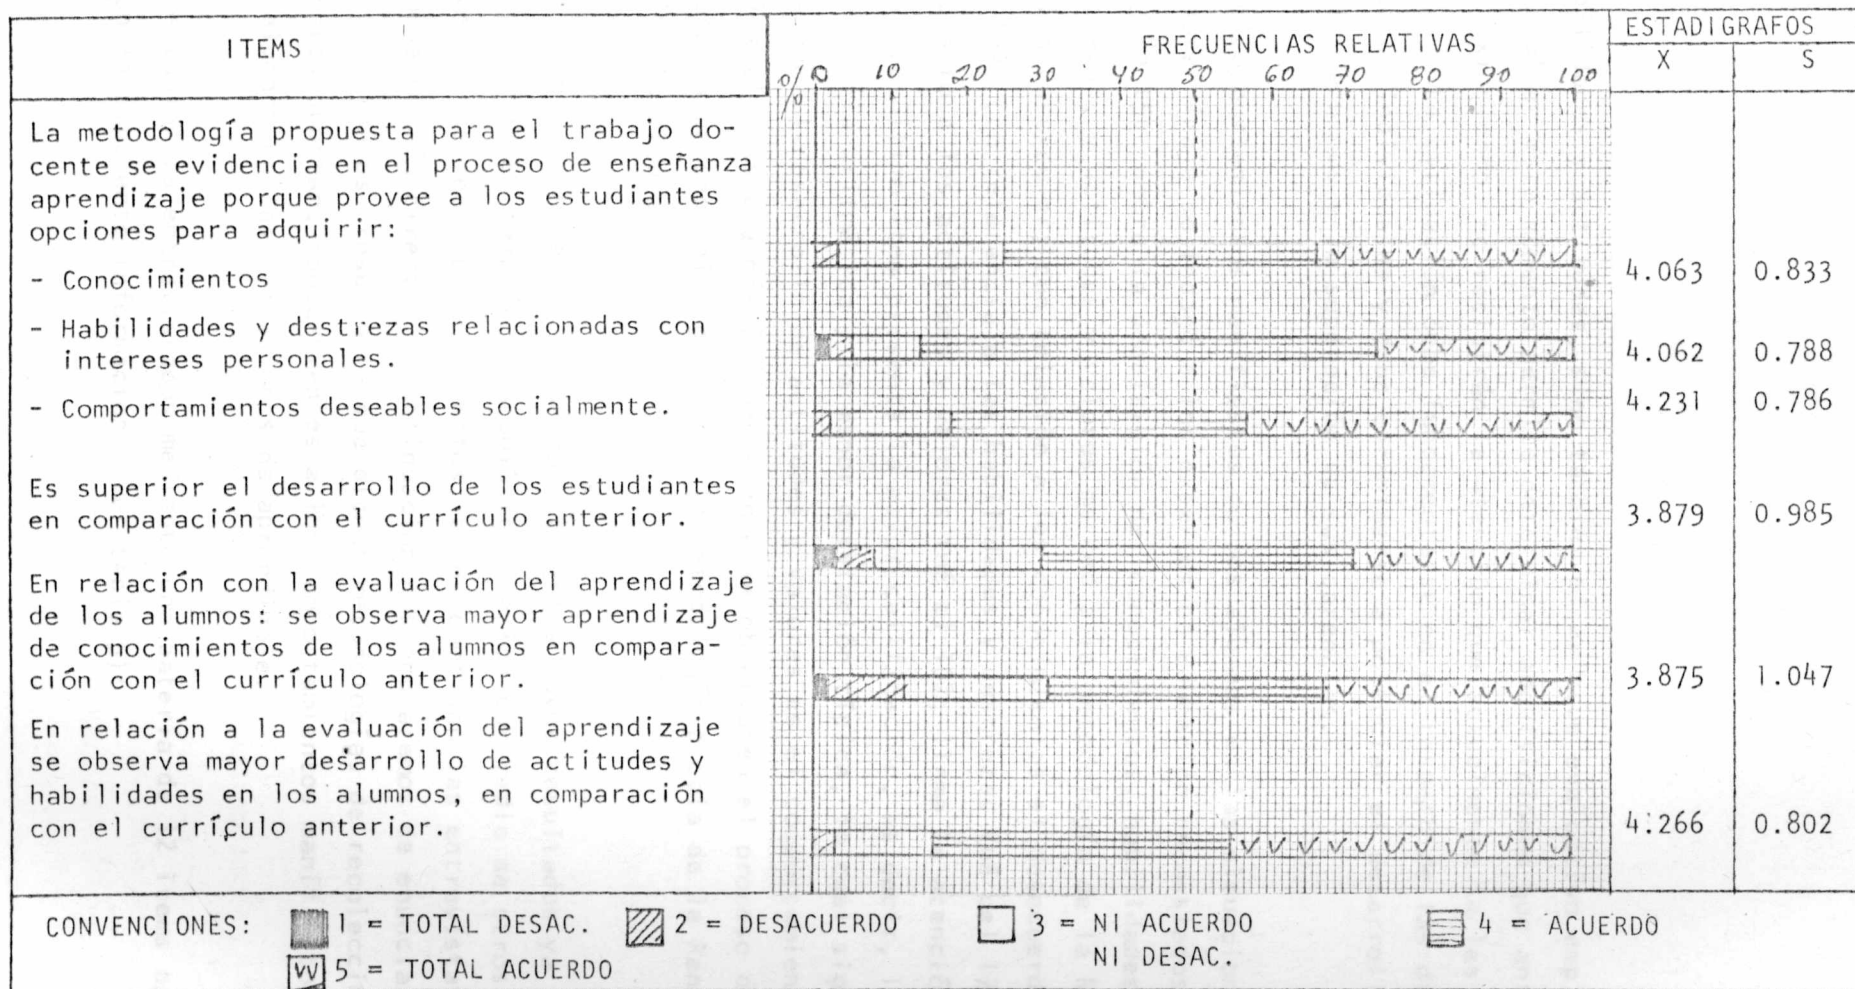 ITEMS
FRECUENCIAS RELATIVAS
ESTADIGRAFOS
X S
% 0 10 20 30 40 50 60 70 80 90 100
La metodología propuesta para el trabajo do-
cente se evidencia en el proceso de enseñanza
aprendizaje porque provee a los estudiantes
opciones para adquirir:
- Conocimientos
4.063 0.833
- Habilidades y destrezas relacionadas con
intereses personales.
4.062 0.788
- Comportamientos deseables socialmente.
4.231 0.786
Es superior el desarrollo de los estudiantes
en comparación con el currículo anterior.
3.879 0.985
En relación con la evaluación del aprendizaje
de los alumnos: se observa mayor aprendizaje
de conocimientos de los alumnos en compara-
ción con el currículo anterior.
3.875 1.047
En relación a la evaluación del aprendizaje
se observa mayor desarrollo de actitudes y
habilidades en los alumnos, en comparación
con el currículo anterior.
4.266 0.802
CONVENCIONES: 1 = TOTAL DESAC. 2 = DESACUERDO 3 = NI ACUERDO 4 = ACUERDO
NI DESAC.
5 = TOTAL ACUERDO